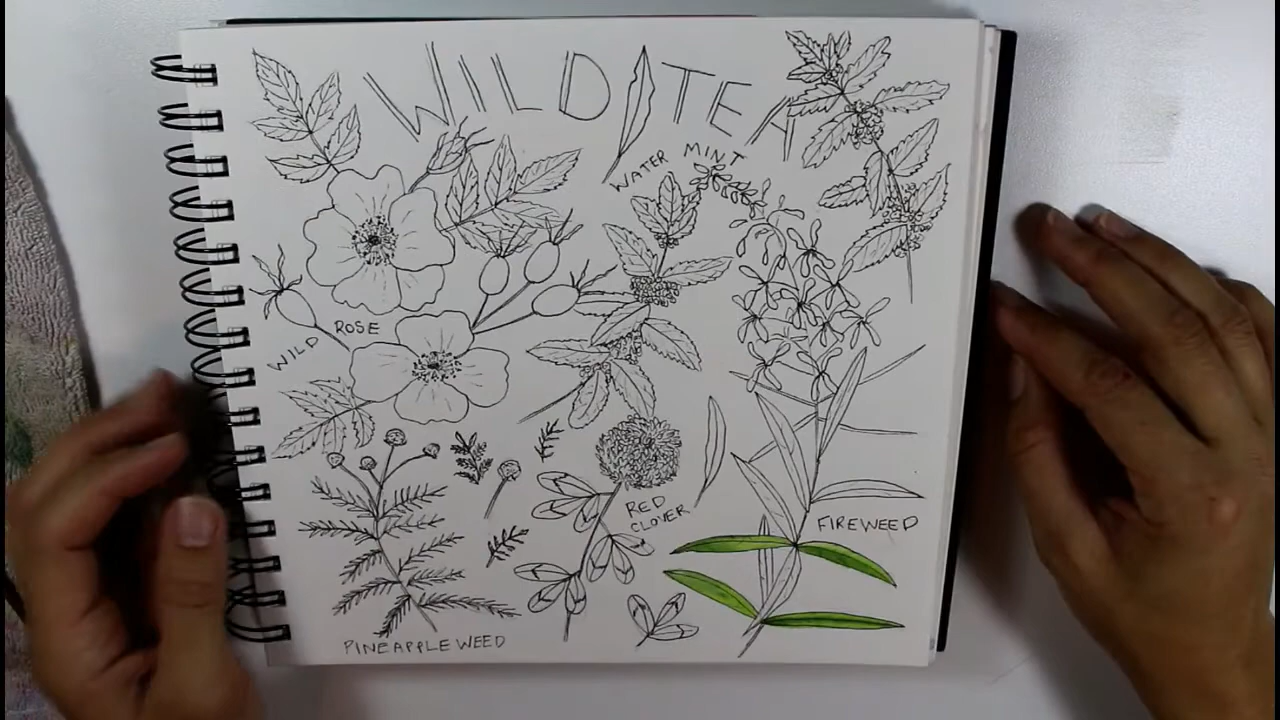 WILD TEA
WATER MINT
WILD ROSE
RED
CLOVER
FIREWEED
PINEAPPLE WEED